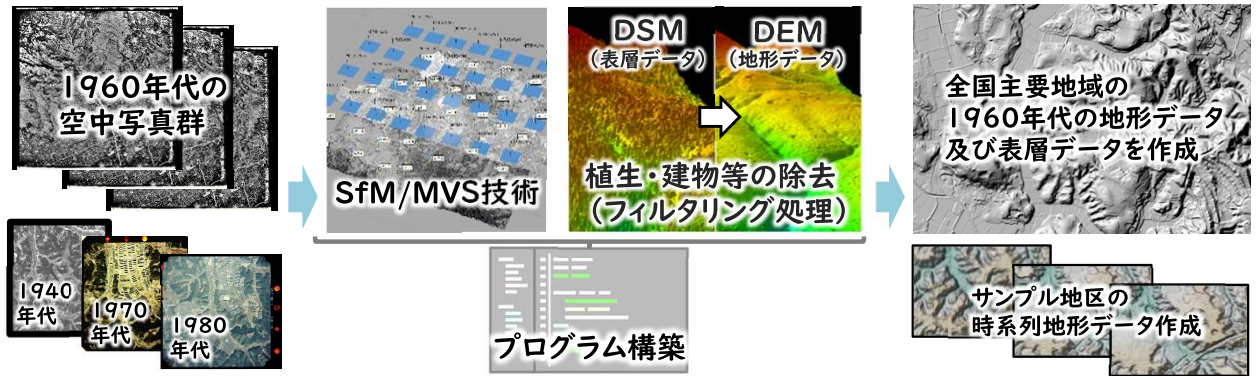 1960年代の
空中写真群
1940
年代
1970
年代
1980
年代
SfM/MVS技術
DSM
(表層データ)
DEM
(地形データ)
植生・建物等の除去
(フィルタリング処理)
プログラム構築
全国主要地域の
1960年代の地形データ
及び表層データを作成
サンプル地区の
時系列地形データ作成